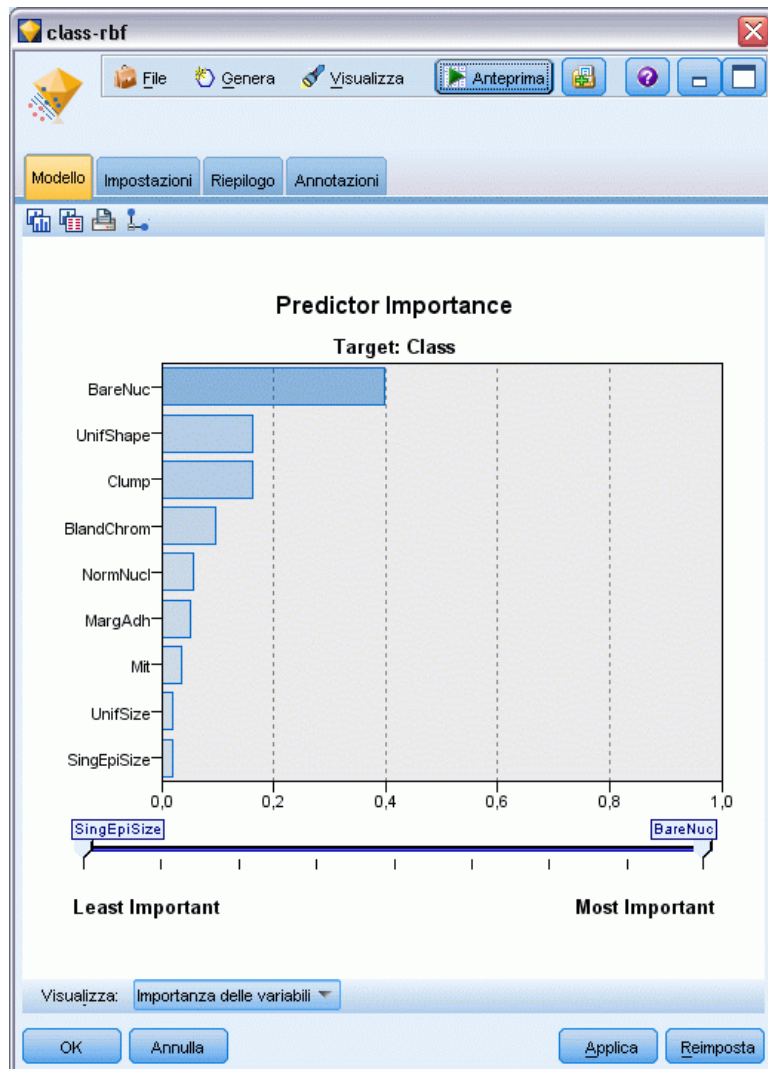 class-rbf
File Genera Visualizza Anteprima
Modello Impostazioni Riepilogo Annotazioni
Predictor Importance
Target: Class
BareNuc
UnifShape
Clump
BlandChrom
NormNucl
MargAdh
Mit
UnifSize
SingEpiSize
0,0 0,2 0,4 0,6 0,8 1,0
SingEpiSize BareNuc
Least Important Most Important
Visualizza: Importanza delle variabili
OK Annulla Applica Reimposta